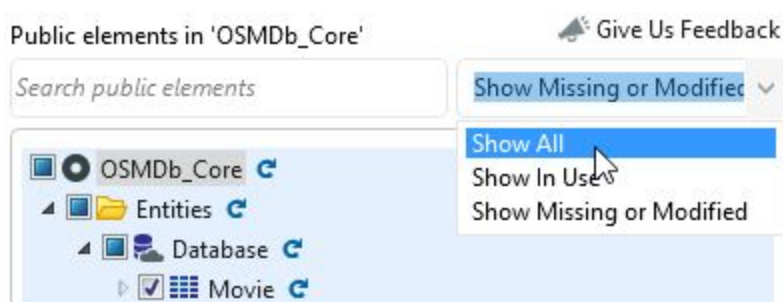 Public elements in 'OSMDb_Core'
Give Us Feedback
Search public elements
Show Missing or Modified
Show All
Show In Use
Show Missing or Modified
OSMDb_Core
Entities
Database
Movie